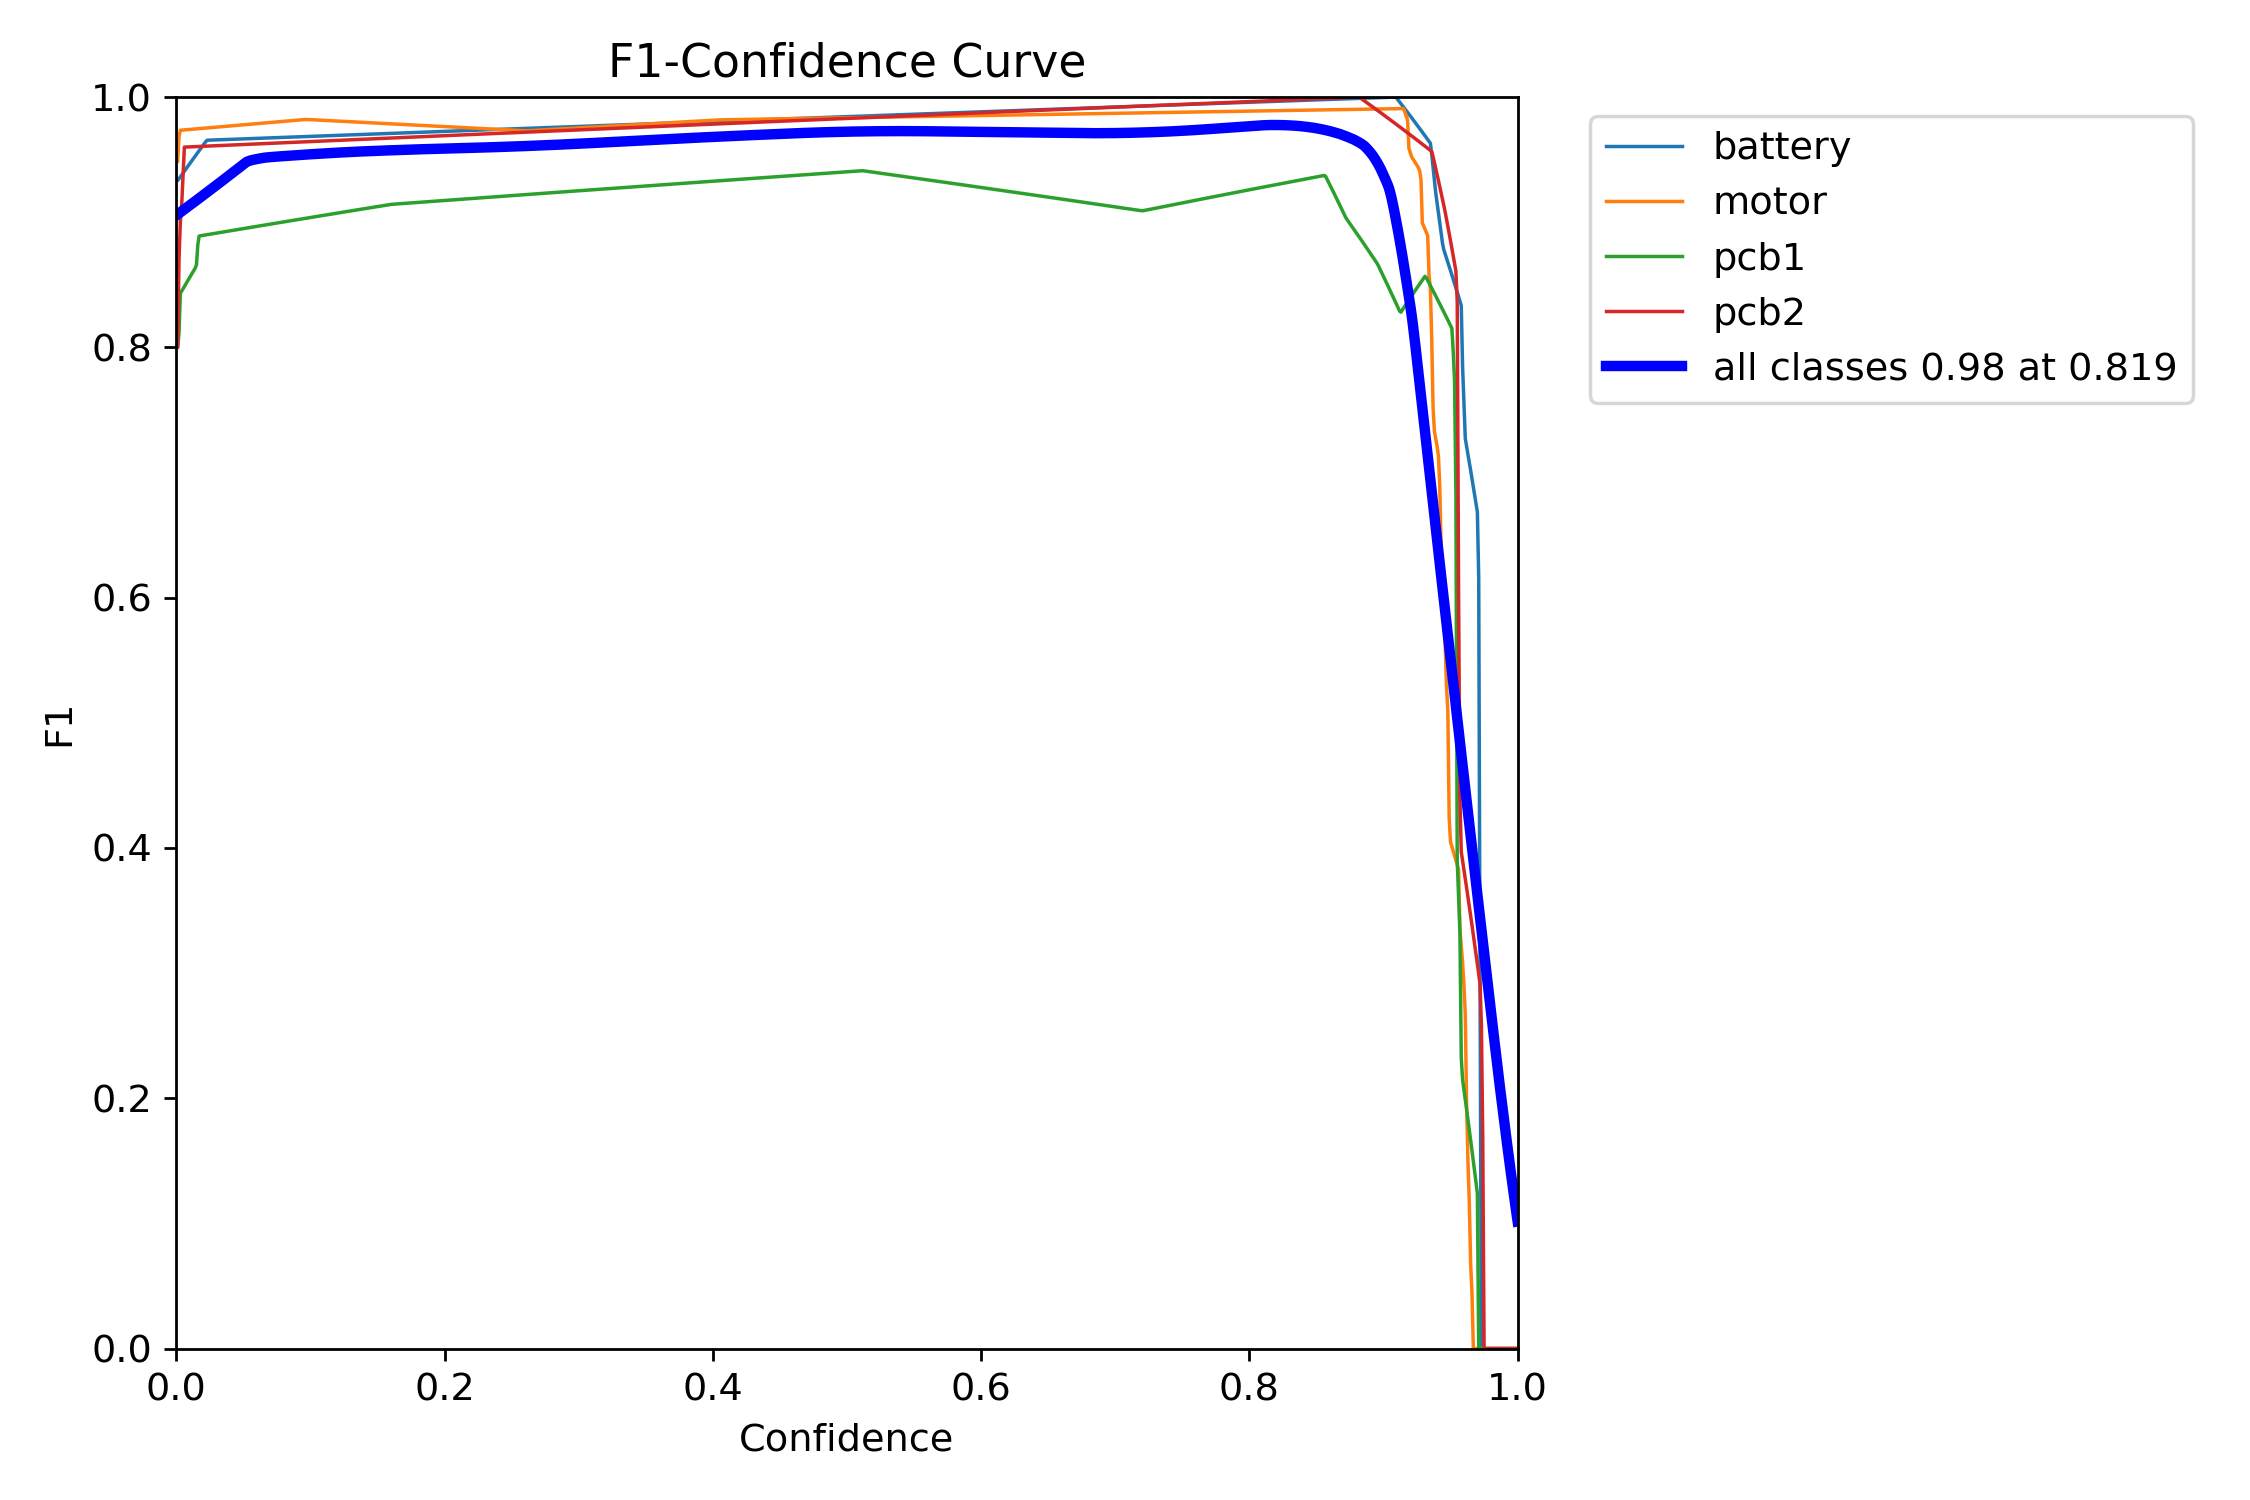 F1-Confidence Curve
1.0
0.8
0.6
0.4
0.2
0.0
F1
0.0 0.2 0.4 0.6 0.8 1.0
Confidence
battery
motor
pcb1
pcb2
all classes 0.98 at 0.819